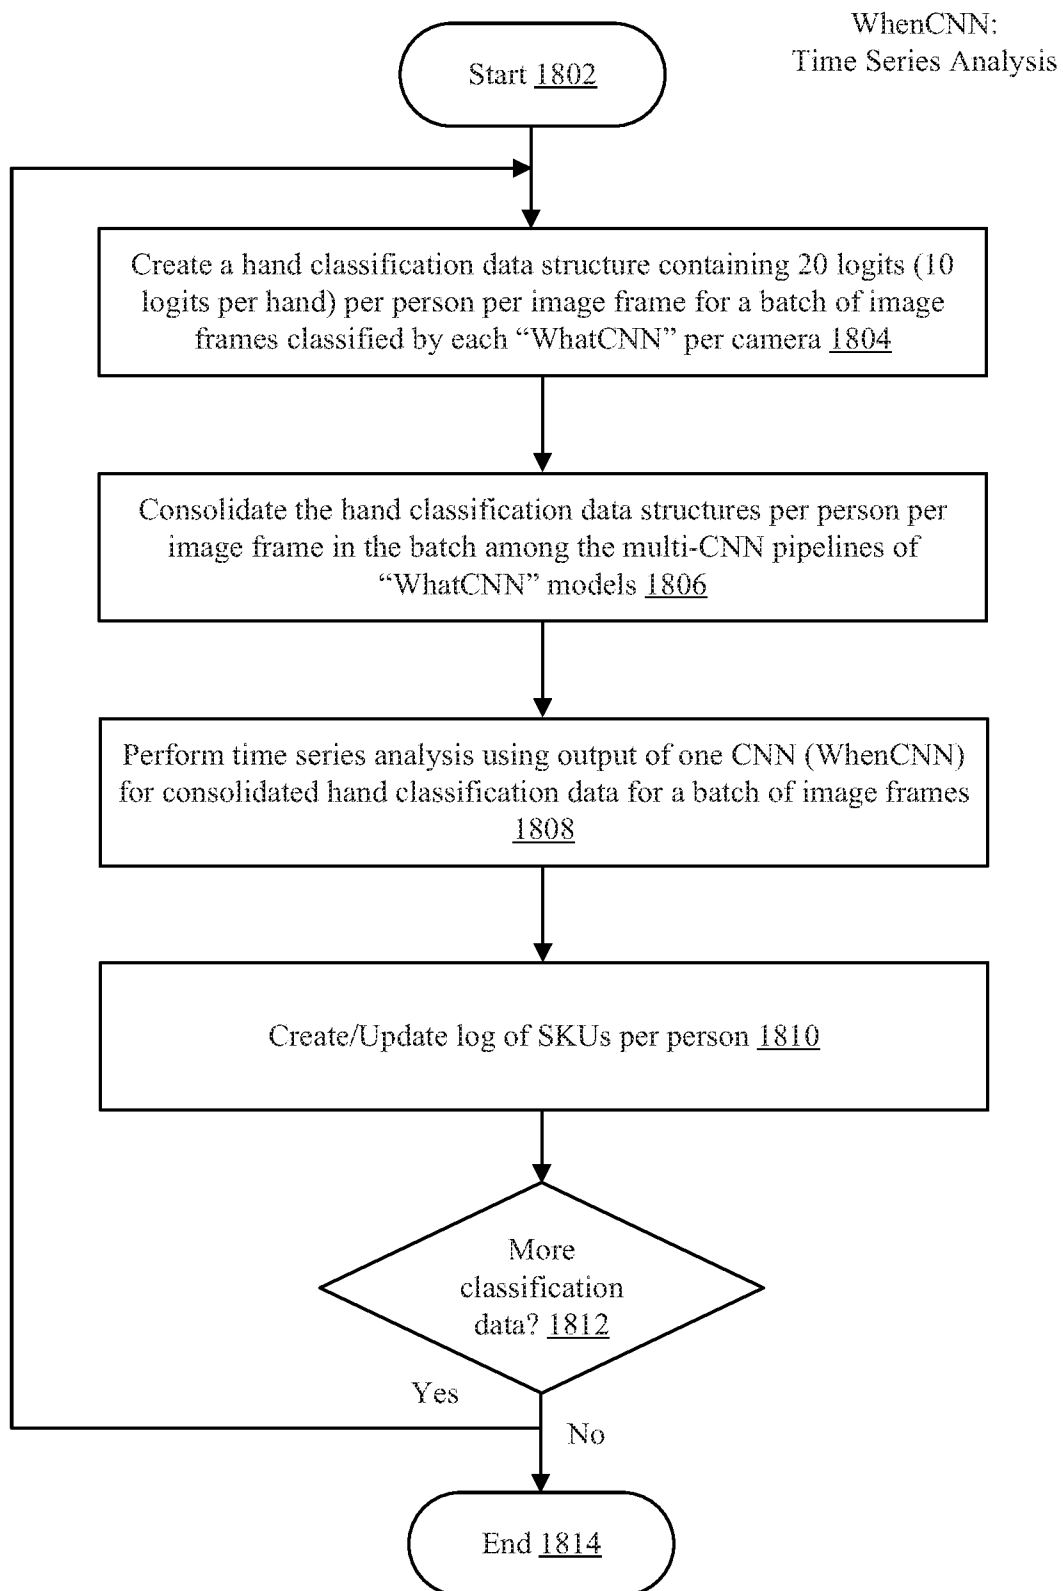 WhenCNN:
Time Series Analysis
Start 1802
Create a hand classification data structure containing 20 logits (10
logits per hand) per person per image frame for a batch of image
frames classified by each “WhatCNN” per camera 1804
Consolidate the hand classification data structures per person per
image frame in the batch among the multi-CNN pipelines of
“WhatCNN” models 1806
Perform time series analysis using output of one CNN (WhenCNN)
for consolidated hand classification data for a batch of image frames
1808
Create/Update log of SKUs per person 1810
More
classification
data? 1812
Yes
No
End 1814